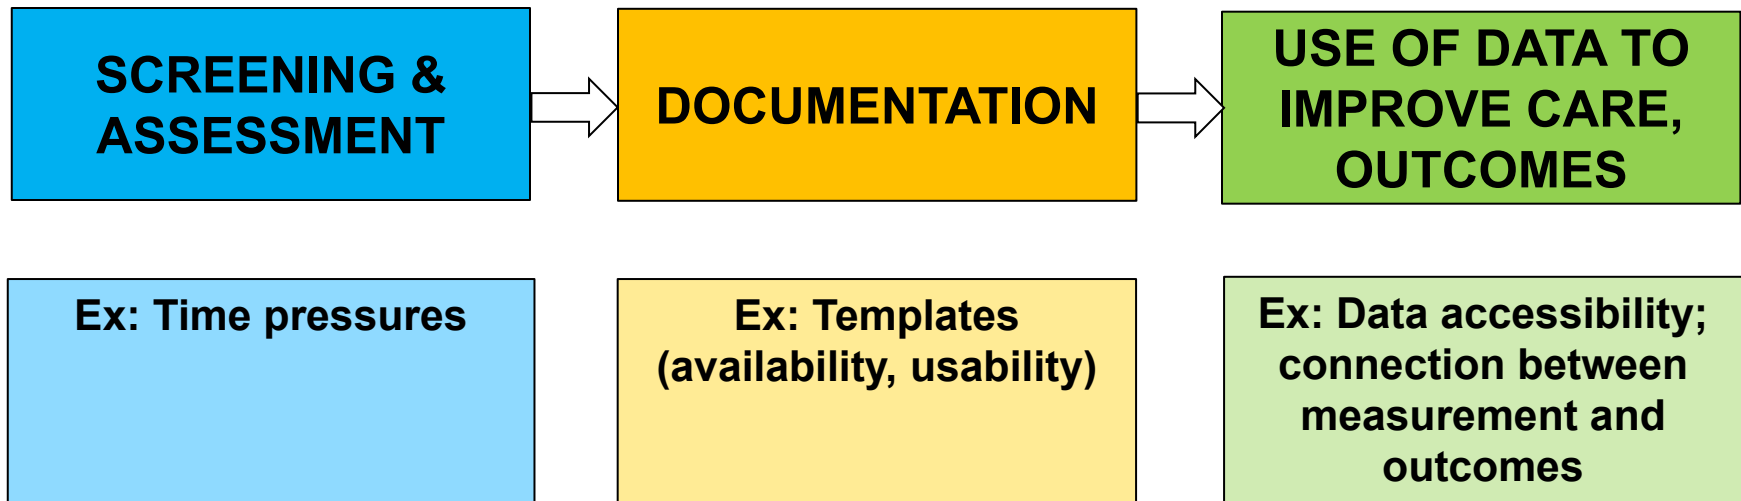 SCREENING &
ASSESSMENT
DOCUMENTATION
USE OF DATA TO
IMPROVE CARE,
OUTCOMES
Ex: Time pressures
Ex: Templates
(availability, usability)
Ex: Data accessibility;
connection between
measurement and
outcomes